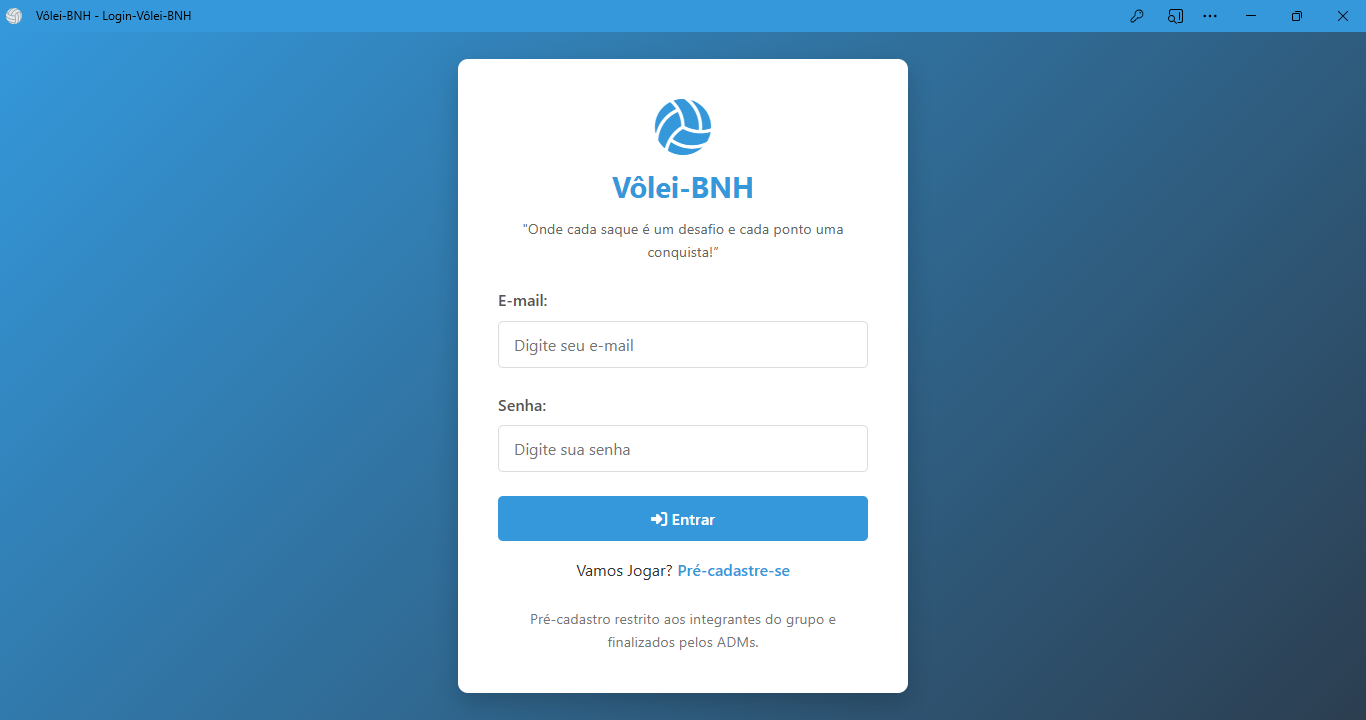 Vôlei-BNH - Login-Vôlei-BNH
Vôlei-BNH
"Onde cada saque é um desafio e cada ponto uma
conquista!"
E-mail:
Digite seu e-mail
Senha:
Digite sua senha
Entrar
Vamos Jogar? Pré-cadastre-se
Pré-cadastro restrito aos integrantes do grupo e
finalizados pelos ADMs.